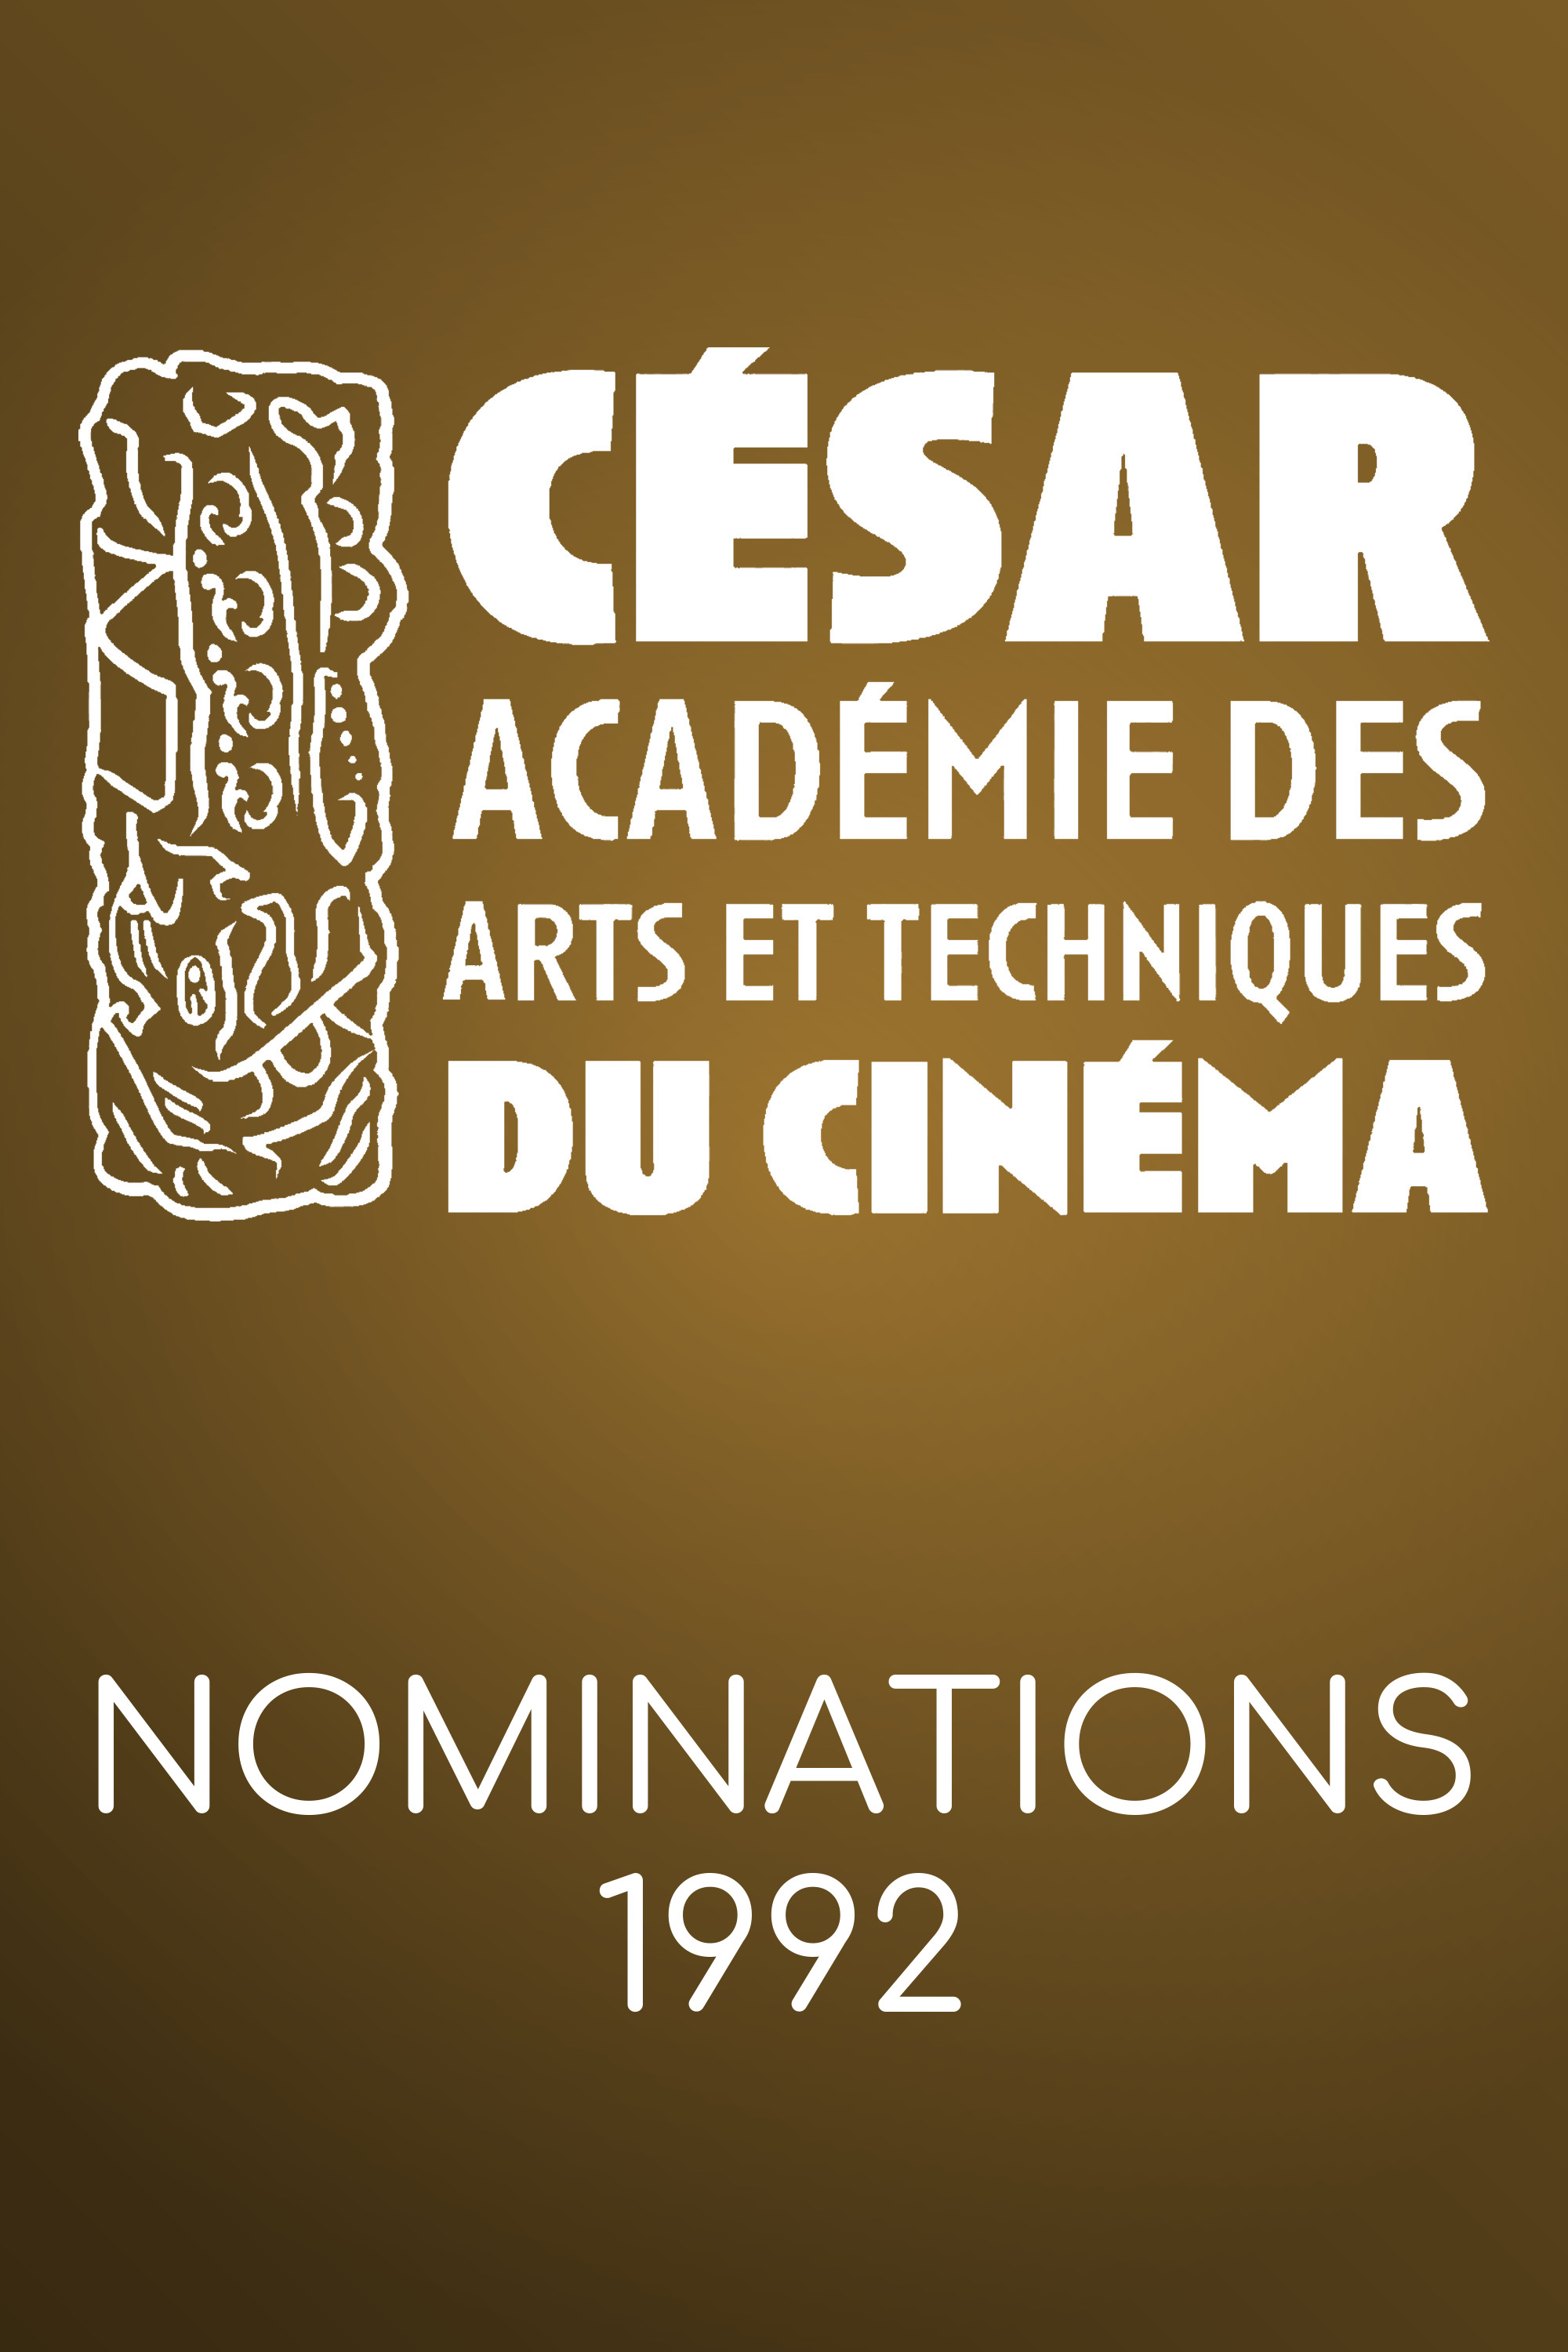 CÉSAR
ACADÉMIE DES
ARTS ET TECHNIQUES
DU CINÉMA
NOMINATIONS
1992